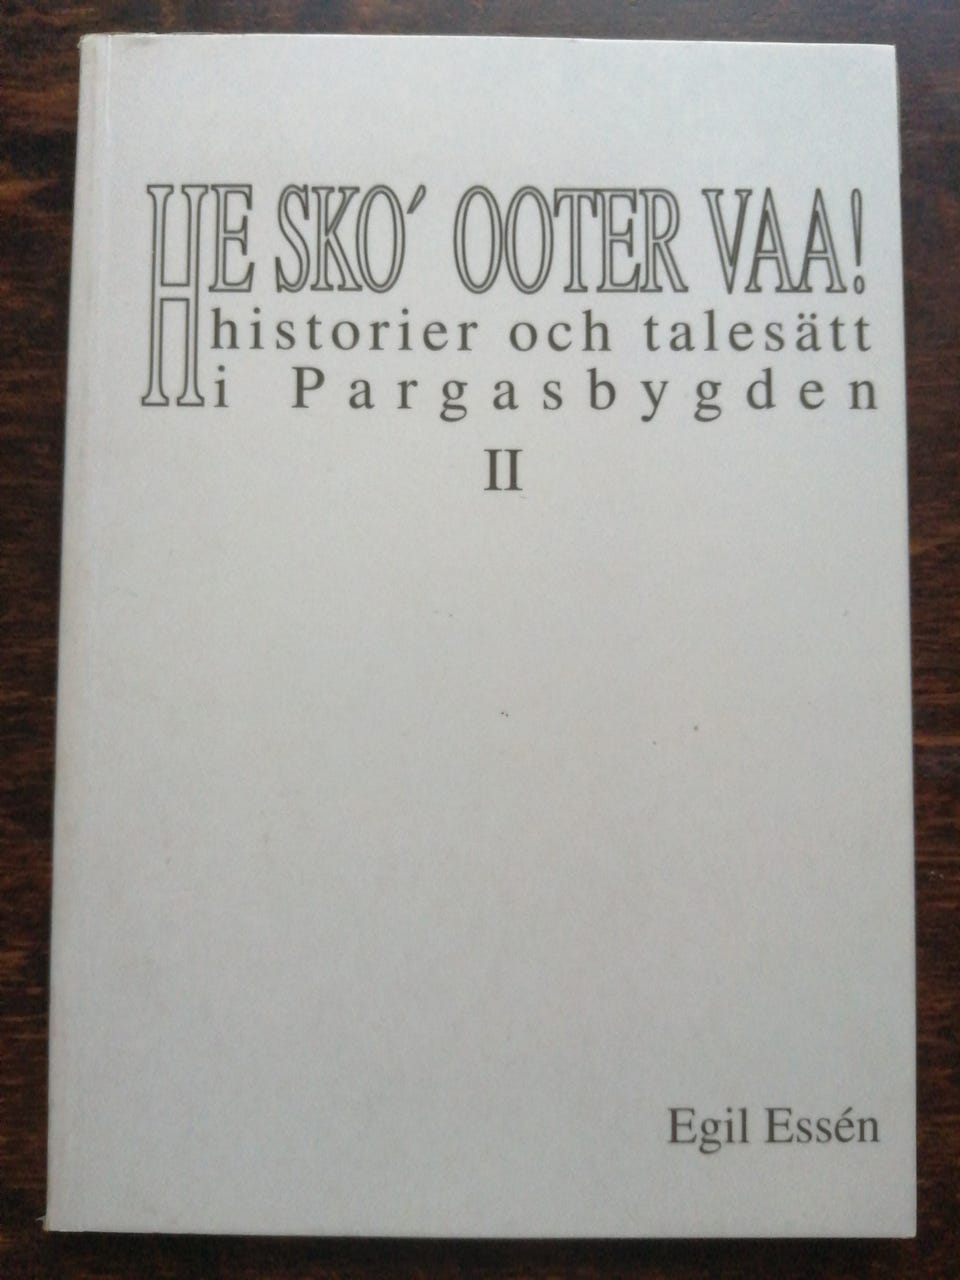 HE SKO´ OOTER VAA!
historier och talesätt
i Pargasbygden
II
Egil Essén